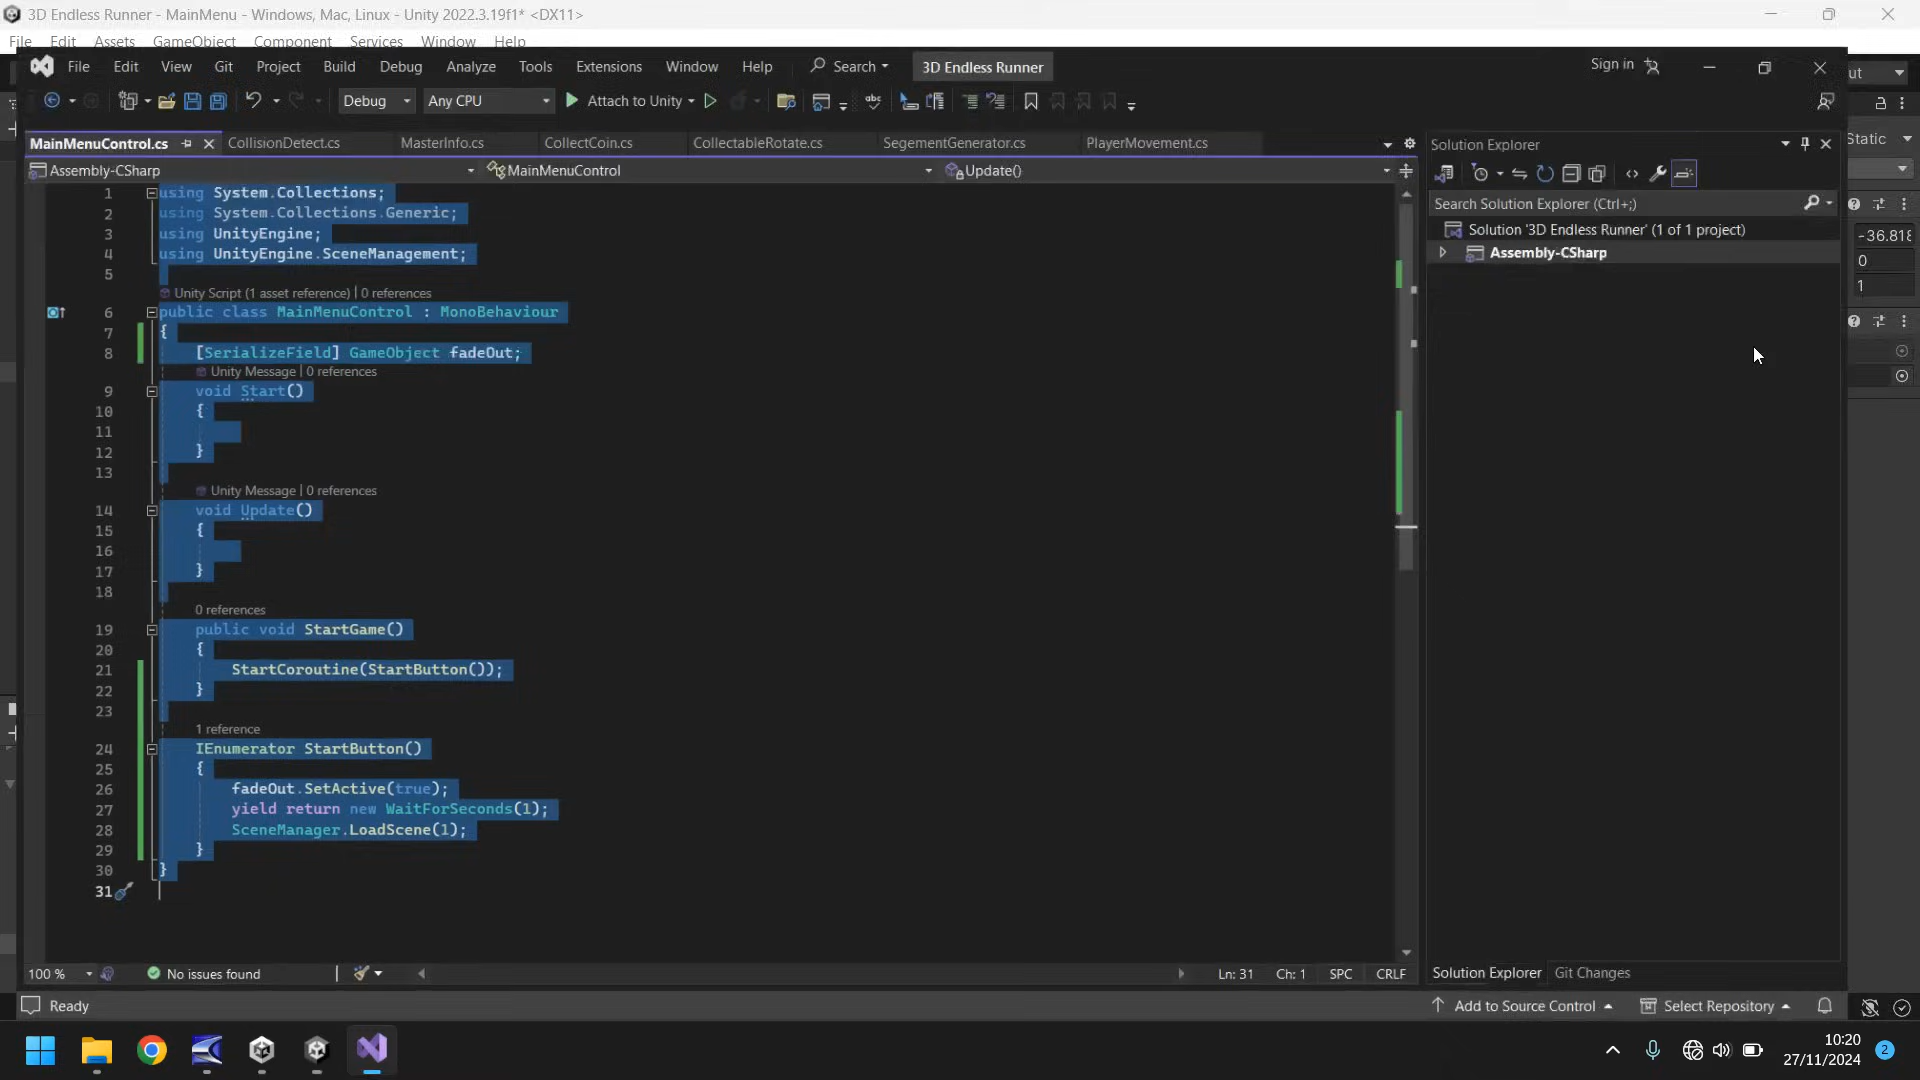 3D Endless Runner - MainMenu - Windows, Mac, Linux - Unity 2022.3.19f1* <DX11>
File Edit Assets GameObject Component Services Window Help
File Edit View Git Project Build Debug Analyze Tools Extensions Window Help Search 3D Endless Runner Sign in
Debug Any CPU Attach to Unity
MainMenuControl.cs CollisionDetect.cs MasterInfo.cs CollectCoin.cs CollectableRotate.cs SegementGenerator.cs PlayerMovement.cs
Assembly-CSharp MainMenuControl Update()
1 using System.Collections;
2 using System.Collections.Generic;
3 using UnityEngine;
4 using UnityEngine.SceneManagement;
5
Unity Script (1 asset reference) | 0 references
6 public class MainMenuControl : MonoBehaviour
7 {
8 [SerializeField] GameObject fadeOut;
Unity Message | 0 references
9 void Start()
10 {
11
12 }
13
Unity Message | 0 references
14 void Update()
15 {
16
17 }
18
0 references
19 public void StartGame()
20 {
21 StartCoroutine(StartButton());
22 }
23
1 reference
24 IEnumerator StartButton()
25 {
26 fadeOut.SetActive(true);
27 yield return new WaitForSeconds(1);
28 SceneManager.LoadScene(1);
29 }
30 }
31
100 % No issues found Ln: 31 Ch: 1 SPC CRLF
Solution Explorer
Search Solution Explorer (Ctrl+;)
Solution '3D Endless Runner' (1 of 1 project)
Assembly-CSharp
Solution Explorer Git Changes
ut
Static
-36.818
0
1
Ready Add to Source Control Select Repository
10:20
27/11/2024 2